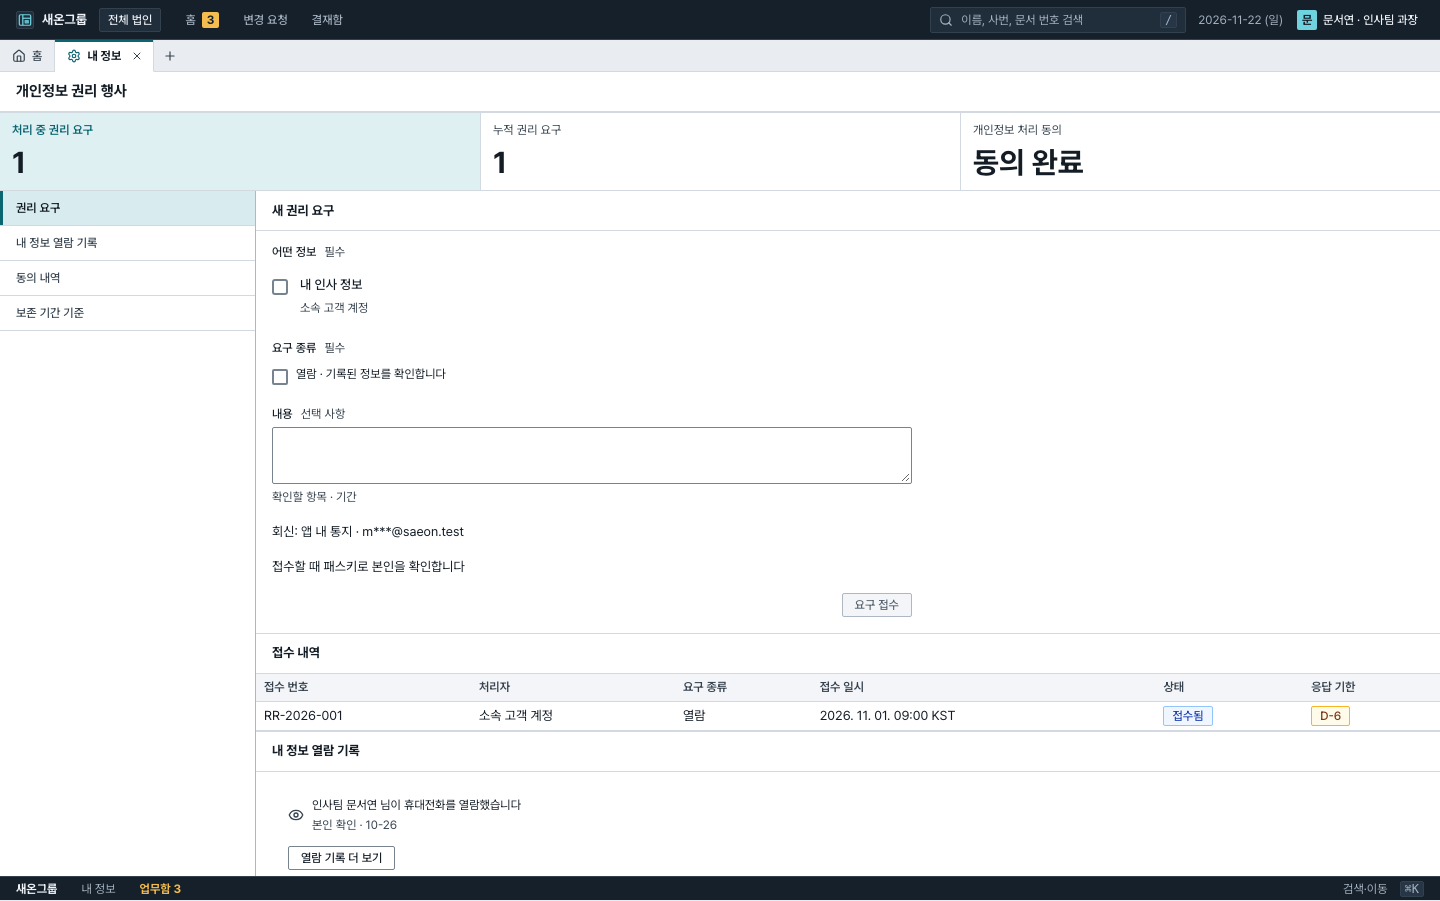 새온그룹 전체 법인 홈 3 변경 요청 결재함 이름, 사번, 문서 번호 검색 / 2026-11-22 (일) 문 문서연 · 인사팀 과장
홈 내 정보
개인정보 권리 행사
처리 중 권리 요구 누적 권리 요구 개인정보 처리 동의
1 1 동의 완료
권리 요구
내 정보 열람 기록
동의 내역
보존 기간 기준
새 권리 요구
어떤 정보 필수
내 인사 정보
소속 고객 계정
요구 종류 필수
열람 · 기록된 정보를 확인합니다
내용 선택 사항
확인할 항목 · 기간
회신: 앱 내 통지 · m***@saeon.test
접수할 때 패스키로 본인을 확인합니다
요구 접수
접수 내역
접수 번호 처리자 요구 종류 접수 일시 상태 응답 기한
RR-2026-001 소속 고객 계정 열람 2026. 11. 01. 09:00 KST 접수됨 D-6
내 정보 열람 기록
인사팀 문서연 님이 휴대전화를 열람했습니다
본인 확인 · 10-26
열람 기록 더 보기
새온그룹 내 정보 업무함 3 검색·이동 ⌘K